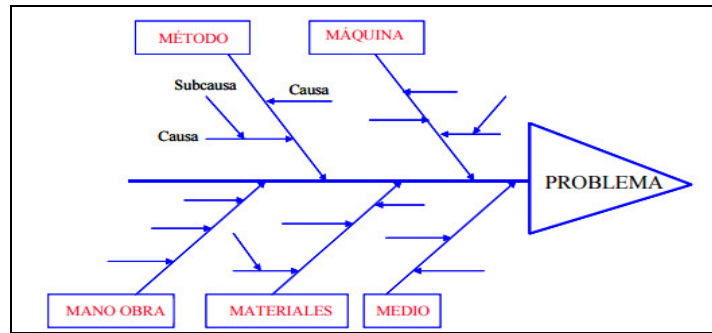 MÉTODO
MÁQUINA
Subcausa
Causa
Causa
PROBLEMA
MANO OBRA
MATERIALES
MEDIO